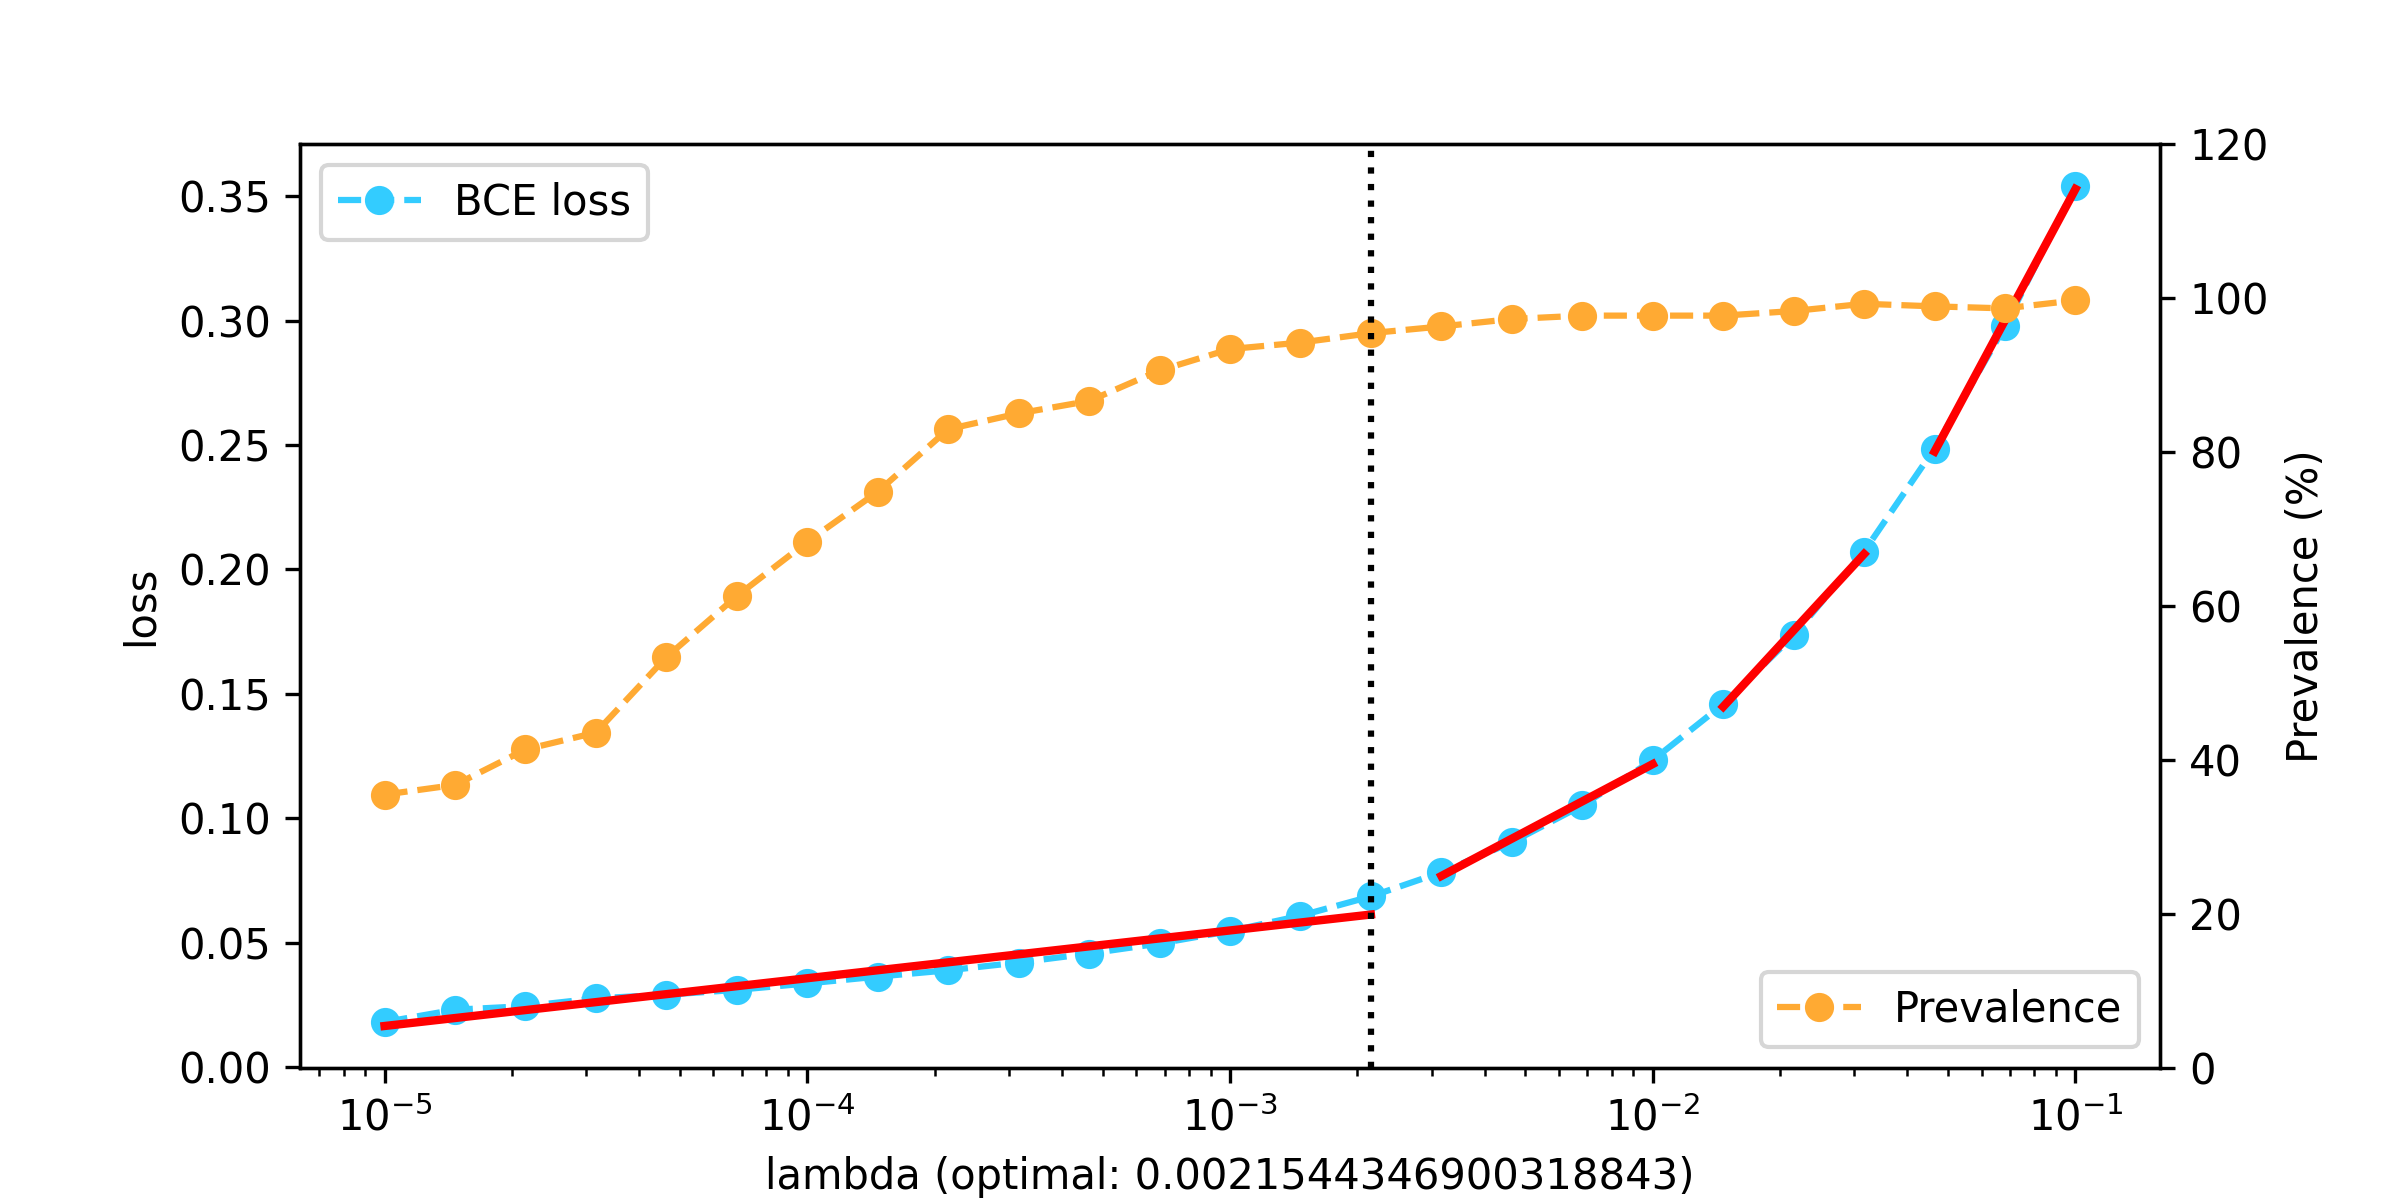 BCE loss
Prevalence
0.35
0.30
0.25
0.20
0.15
0.10
0.05
0.00
loss
120
100
80
60
40
20
0
Prevalence (%)
10⁻⁵ 10⁻⁴ 10⁻³ 10⁻² 10⁻¹
lambda (optimal: 0.0021544346900318843)